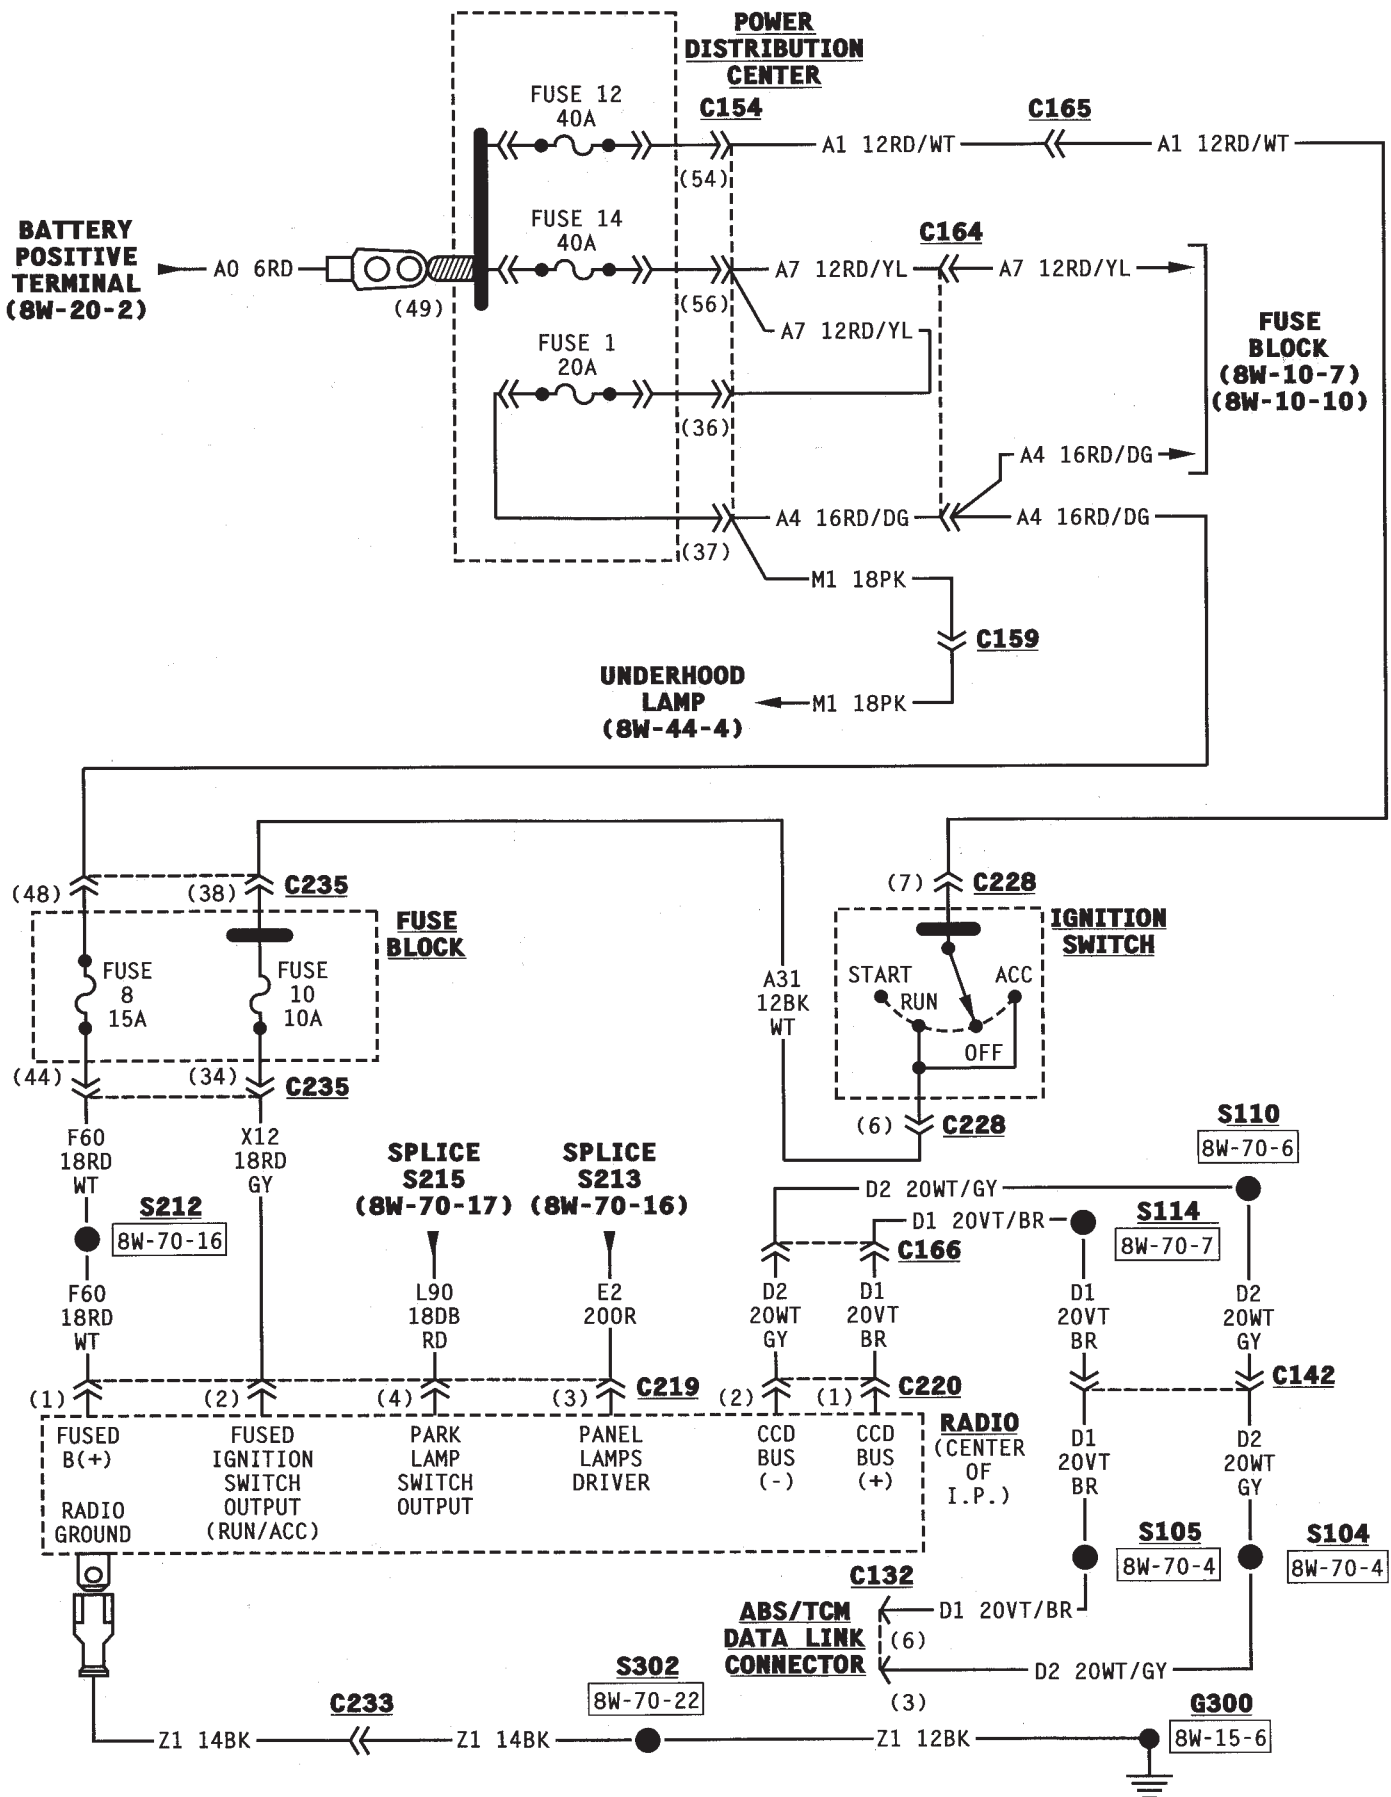 POWER
DISTRIBUTION
CENTER
FUSE 12
40A
C154
C165
A1 12RD/WT
A1 12RD/WT
(54)
BATTERY
POSITIVE
TERMINAL
(8W-20-2)
A0 6RD
(49)
FUSE 14
40A
(56)
A7 12RD/YL
C164
A7 12RD/YL
A7 12RD/YL
FUSE
BLOCK
(8W-10-7)
(8W-10-10)
FUSE 1
20A
(36)
A4 16RD/DG
A4 16RD/DG
A4 16RD/DG
(37)
M1 18PK
C159
UNDERHOOD
LAMP
(8W-44-4)
M1 18PK
(48)
(38)
C235
(7)
C228
FUSE
BLOCK
IGNITION
SWITCH
FUSE
8
15A
FUSE
10
10A
A31
12BK
WT
START
RUN
ACC
OFF
(44)
(34)
C235
(6)
C228
F60
18RD
WT
X12
18RD
GY
SPLICE
S215
(8W-70-17)
SPLICE
S213
(8W-70-16)
S110
8W-70-6
S212
8W-70-16
D2 20WT/GY
D1 20VT/BR
S114
8W-70-7
C166
F60
18RD
WT
L90
18DB
RD
E2
20OR
D2
20WT
GY
D1
20VT
BR
D1
20VT
BR
D2
20WT
GY
(1)
(2)
(4)
(3)
C219
(2)
(1)
C220
C142
FUSED
B(+)
RADIO
GROUND
FUSED
IGNITION
SWITCH
OUTPUT
(RUN/ACC)
PARK
LAMP
SWITCH
OUTPUT
PANEL
LAMPS
DRIVER
CCD
BUS
(-)
CCD
BUS
(+)
RADIO
(CENTER
OF
I.P.)
D1
20VT
BR
D2
20WT
GY
S105
8W-70-4
S104
8W-70-4
C132
ABS/TCM
DATA LINK
CONNECTOR
D1 20VT/BR
(6)
D2 20WT/GY
(3)
C233
S302
8W-70-22
G300
8W-15-6
Z1 14BK
Z1 14BK
Z1 12BK